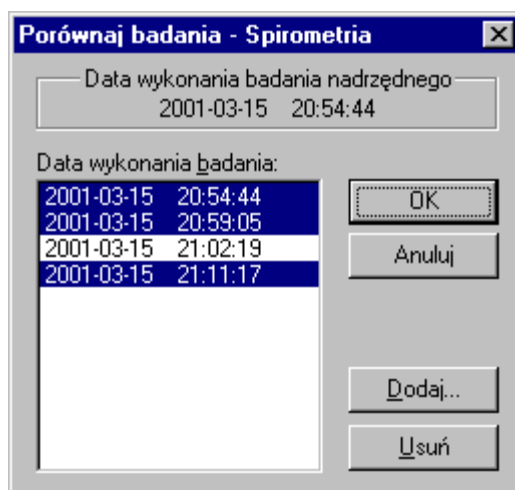 Porównaj badania - Spirometria
Data wykonania badania nadrzędnego
2001-03-15 20:54:44
Data wykonania badania:
2001-03-15 20:54:44
2001-03-15 20:59:05
2001-03-15 21:02:19
2001-03-15 21:11:17
OK
Anuluj
Dodaj...
Usuń